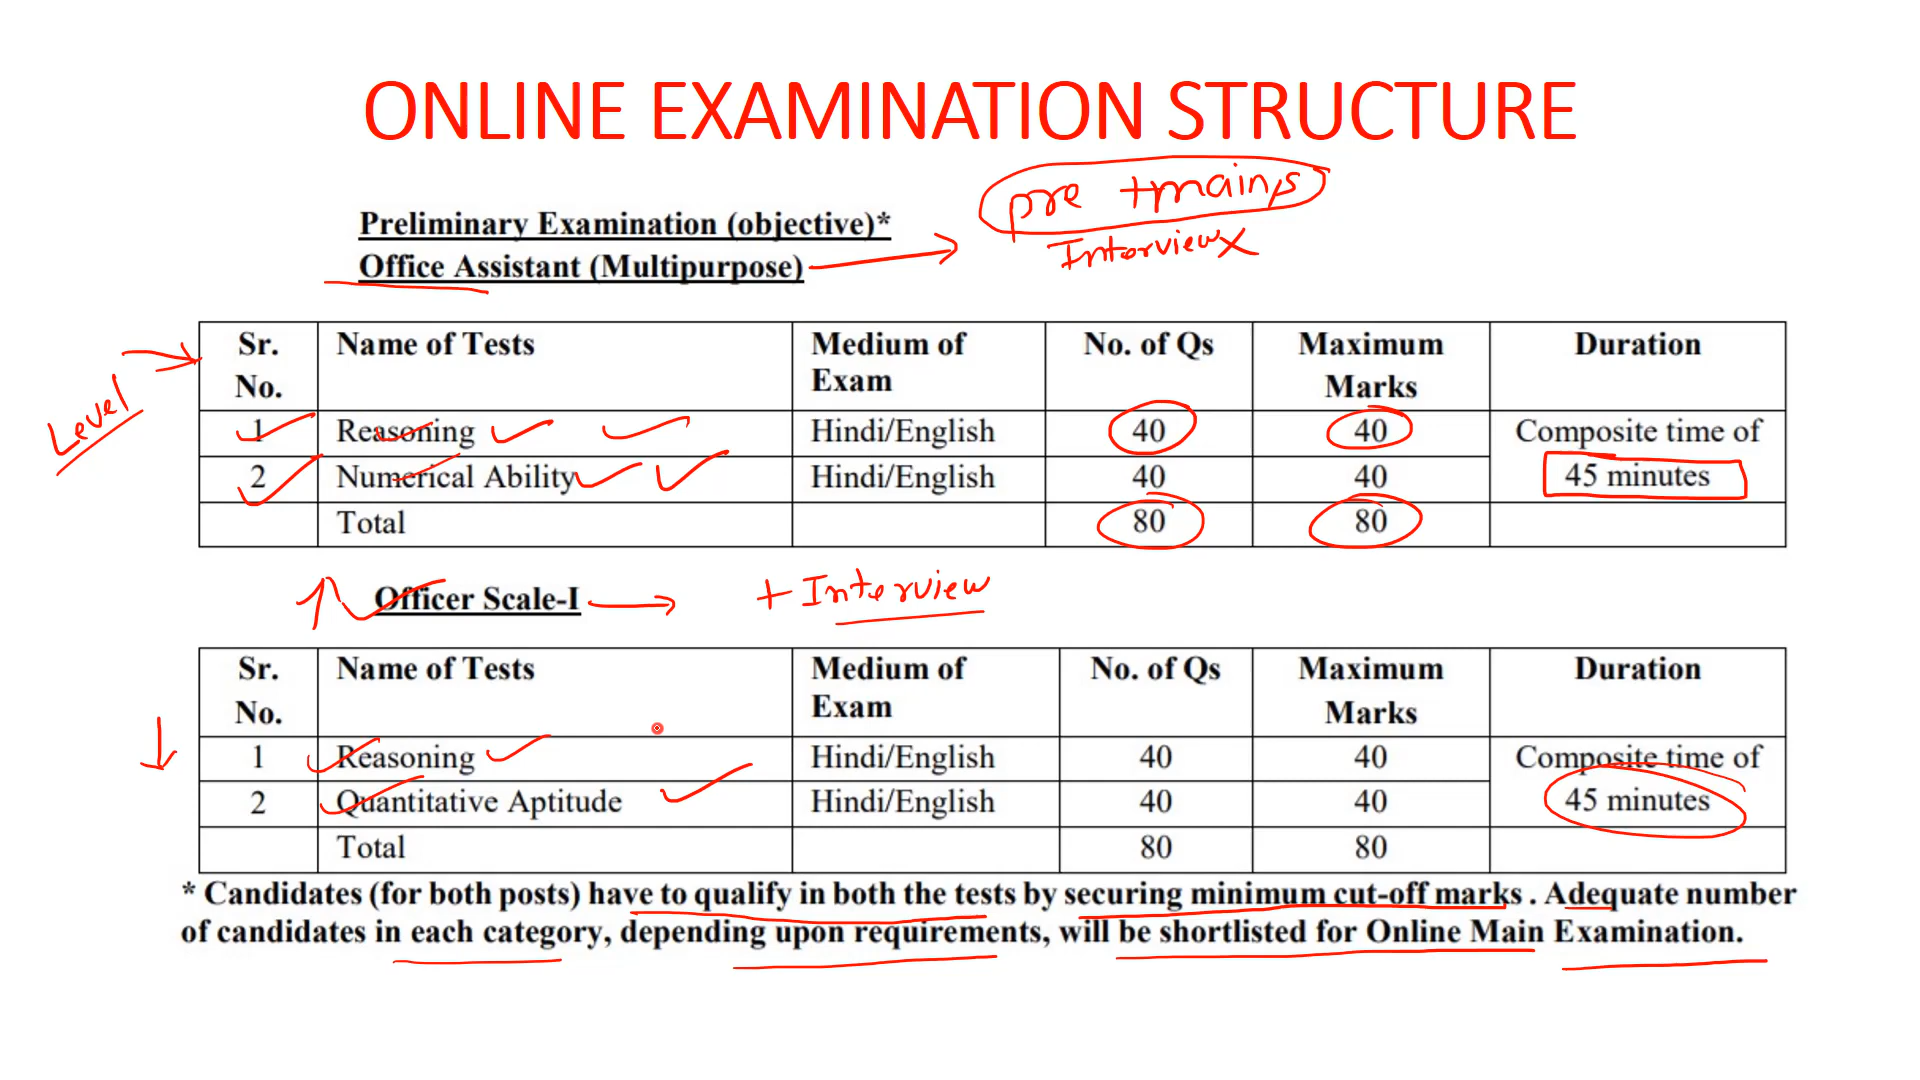 ONLINE EXAMINATION STRUCTURE
pre +mains
Interview X
Preliminary Examination (objective)*
Office Assistant (Multipurpose)
Level
Sr. No. Name of Tests Medium of Exam No. of Qs Maximum Marks Duration
1 Reasoning Hindi/English 40 40 Composite time of 45 minutes
2 Numerical Ability Hindi/English 40 40
Total 80 80
Officer Scale-I + Interview
Sr. No. Name of Tests Medium of Exam No. of Qs Maximum Marks Duration
1 Reasoning Hindi/English 40 40 Composite time of 45 minutes
2 Quantitative Aptitude Hindi/English 40 40
Total 80 80
* Candidates (for both posts) have to qualify in both the tests by securing minimum cut-off marks . Adequate number
of candidates in each category, depending upon requirements, will be shortlisted for Online Main Examination.